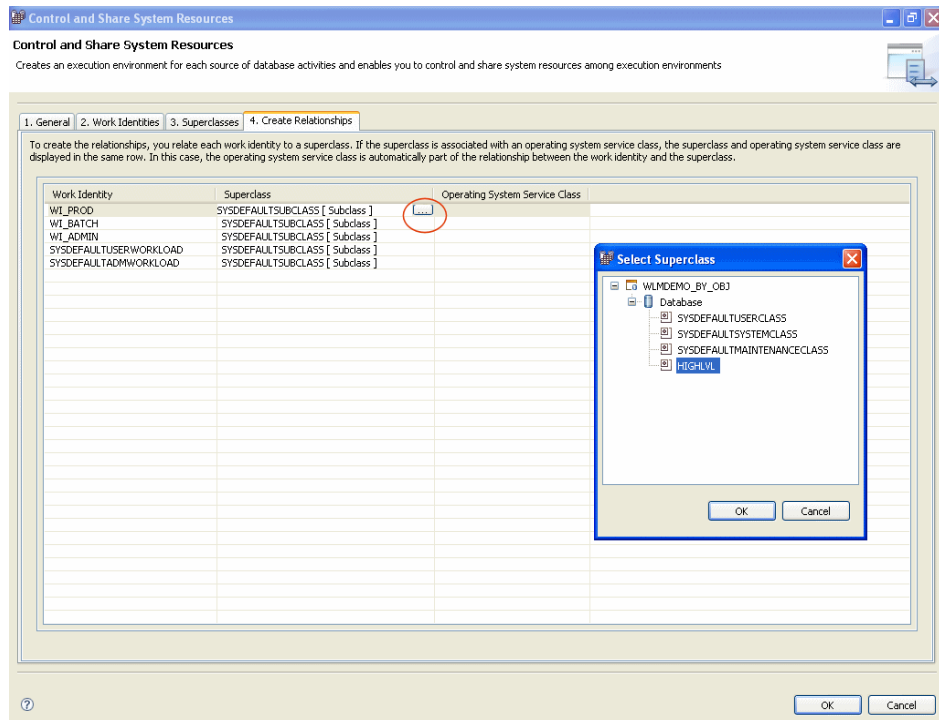 Control and Share System Resources
Control and Share System Resources
Creates an execution environment for each source of database activities and enables you to control and share system resources among execution environments
1. General 2. Work Identities 3. Superclasses 4. Create Relationships
To create the relationships, you relate each work identity to a superclass. If the superclass is associated with an operating system service class, the superclass and operating system service class are
displayed in the same row. In this case, the operating system service class is automatically part of the relationship between the work identity and the superclass.
Work Identity Superclass Operating System Service Class
WI_PROD SYSDEFAULTSUBCLASS [ Subclass ] ...
WI_BATCH SYSDEFAULTSUBCLASS [ Subclass ]
WI_ADMIN SYSDEFAULTSUBCLASS [ Subclass ]
SYSDEFAULTUSERWORKLOAD SYSDEFAULTSUBCLASS [ Subclass ]
SYSDEFAULTADMWORKLOAD SYSDEFAULTSUBCLASS [ Subclass ]
Select Superclass
WLMDEMO_BY_OBJ
Database
SYSDEFAULTUSERCLASS
SYSDEFAULTSYSTEMCLASS
SYSDEFAULTMAINTENANCECLASS
HIGHLVL
OK Cancel
OK Cancel